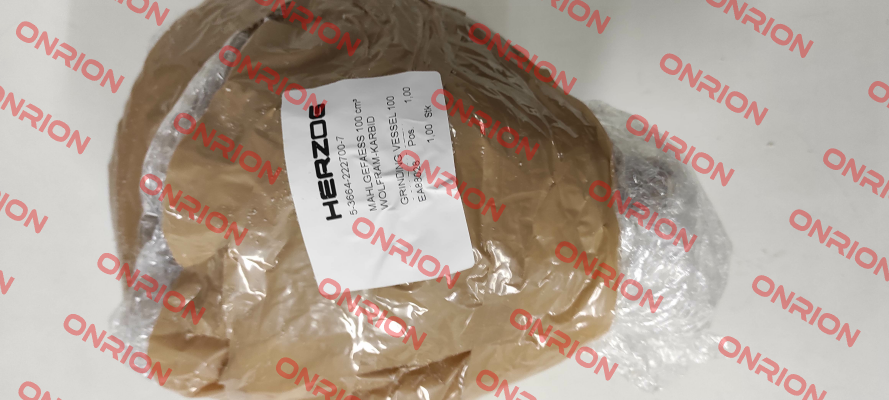 HERZOG
5-3664-222700-7
MAHLGEFAESS 100 cm³
WOLFRAM-KARBID
GRINDING VESSEL 100
Pos 1,00
1,00 Stk
ONRION